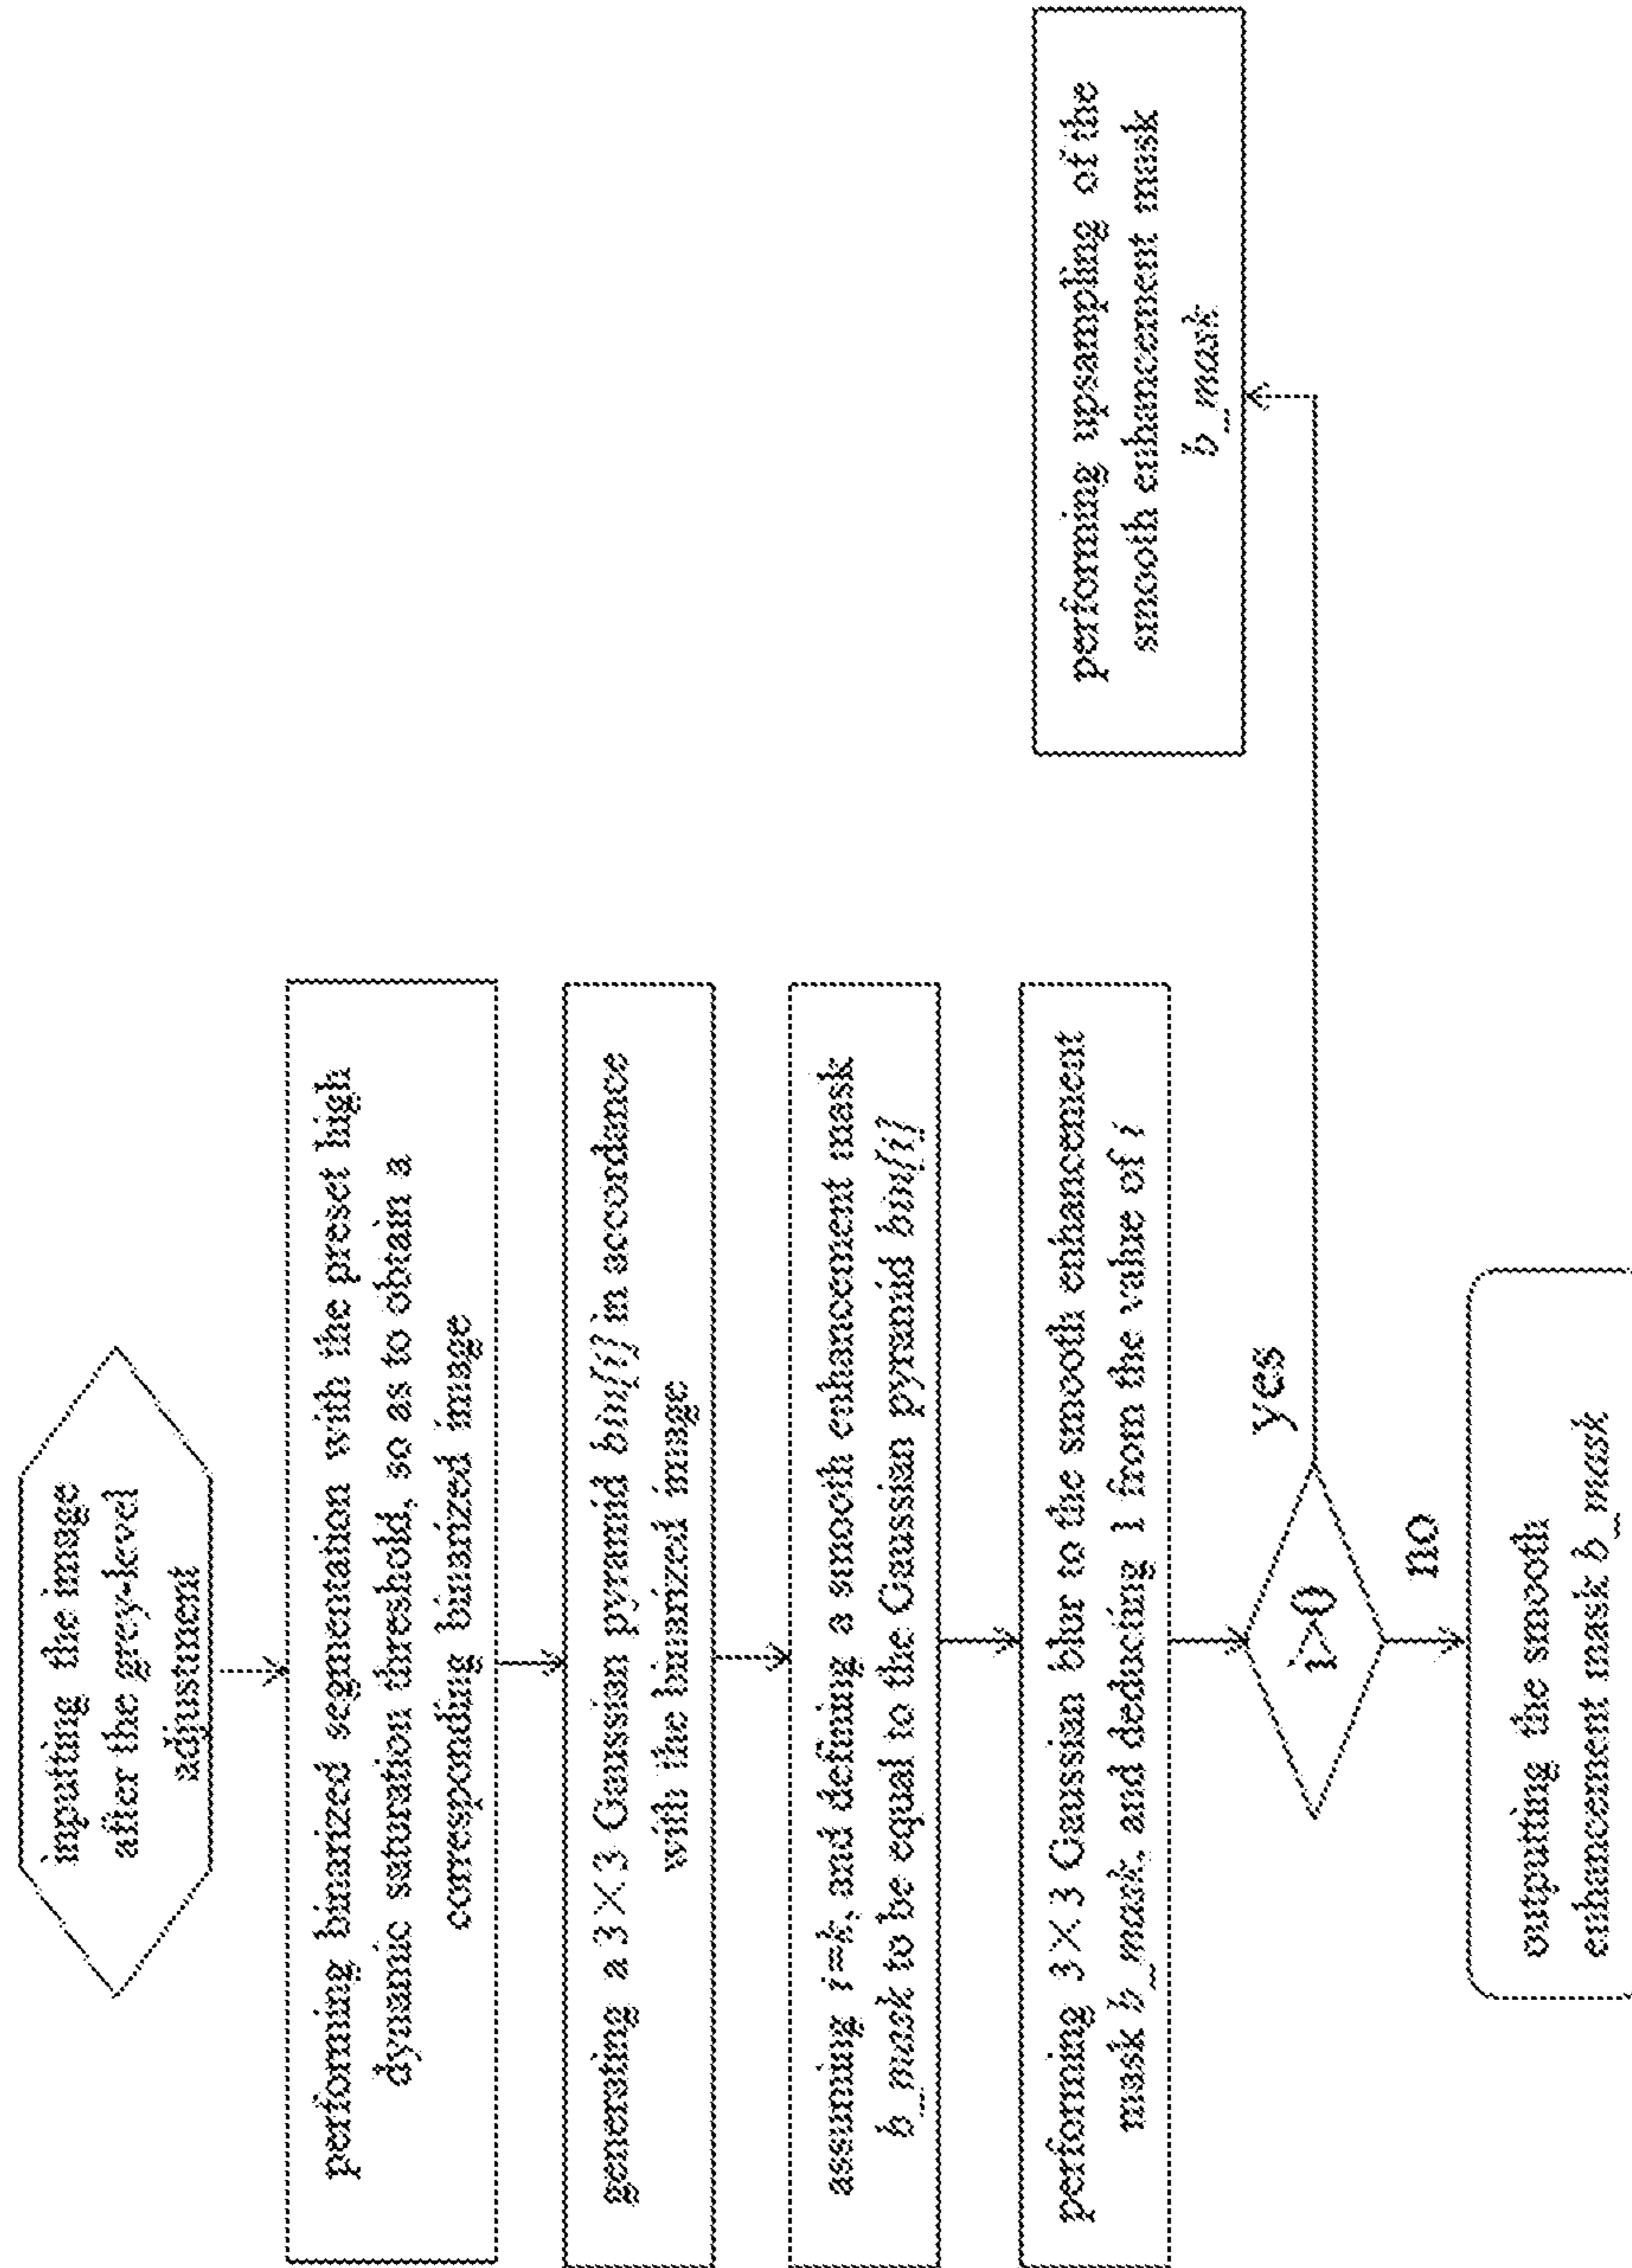 inputting the image
after the grey-level
adjustment
performing binarized segmentation with the preset high
dynamic saturation threshold, so as to obtain a
corresponding binarized image
generating a 3×3 Gaussian pyramid bin[i] in accordance
with the binarized image
assuming i=k, and defining a smooth enhancement mask
b_mask to be equal to the Gaussian pyramid bin[i]
performing 3×3 Gaussian blur to the smooth enhancement
mask b_mask, and deducting 1 from the value of i
i>0
yes
no
performing upsampling of the
smooth enhancement mask
b_mask
outputting the smooth
enhancement mask b_mask